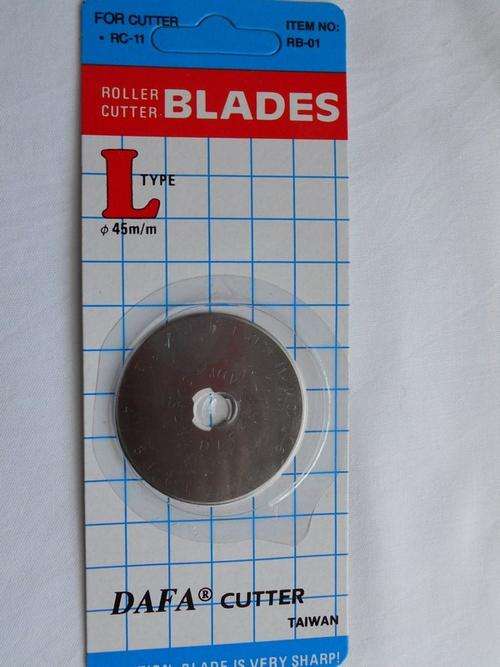 FOR CUTTER
• RC-11
ITEM NO:
RB-01
ROLLER
CUTTER
BLADES
L TYPE
φ 45m/m
DAFA® CUTTER
TAIWAN
BLADE IS VERY SHARP!